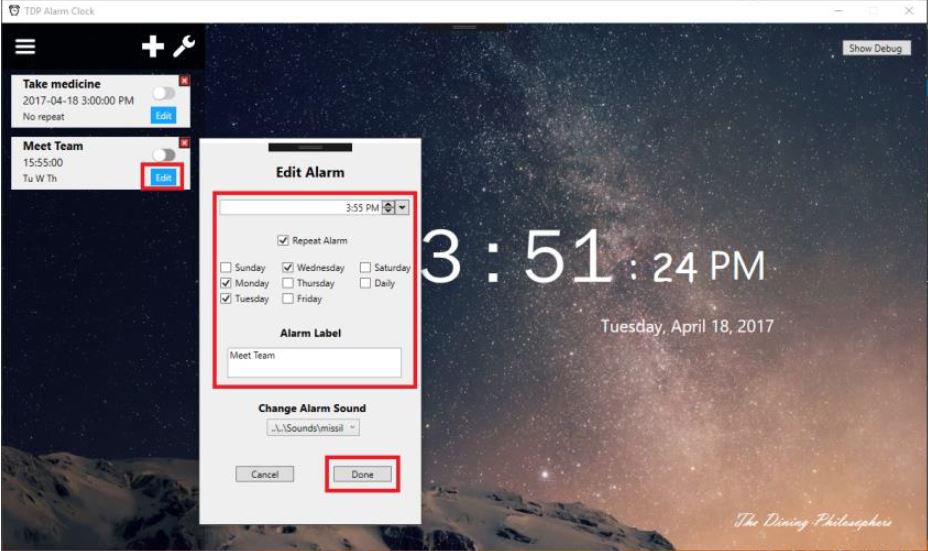 TDP Alarm Clock
Show Debug
Take medicine
2017-04-18 3:00:00 PM
No repeat
Edit
Meet Team
15:55:00
Tu W Th
Edit
Edit Alarm
3:55 PM
Repeat Alarm
Sunday Wednesday Saturday
Monday Thursday Daily
Tuesday Friday
Alarm Label
Meet Team
Change Alarm Sound
..\..\Sounds\missil
Cancel Done
3 : 51 : 24 PM
Tuesday, April 18, 2017
The Dining Philosophers